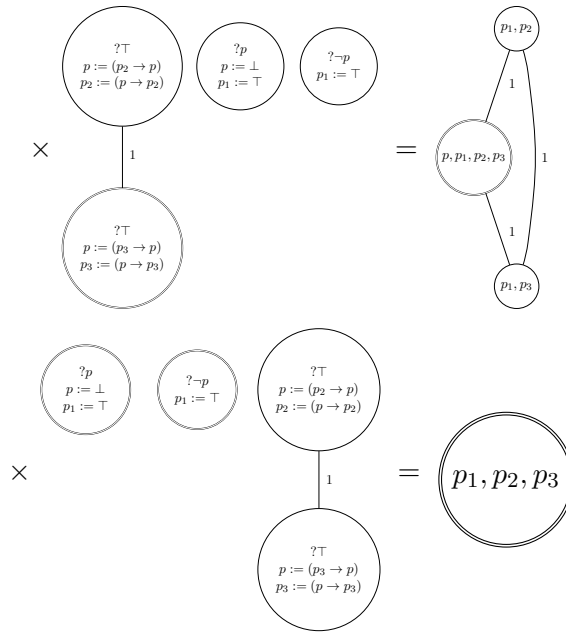 ?⊤
p := (p₂ → p)
p₂ := (p → p₂)
?p
p := ⊥
p₁ := ⊤
?¬p
p₁ := ⊤
p₁, p₂
1
×
1
=
p, p₁, p₂, p₃
1
?⊤
p := (p₃ → p)
p₃ := (p → p₃)
1
p₁, p₃
?p
p := ⊥
p₁ := ⊤
?¬p
p₁ := ⊤
?⊤
p := (p₂ → p)
p₂ := (p → p₂)
×
1
=
p₁, p₂, p₃
?⊤
p := (p₃ → p)
p₃ := (p → p₃)